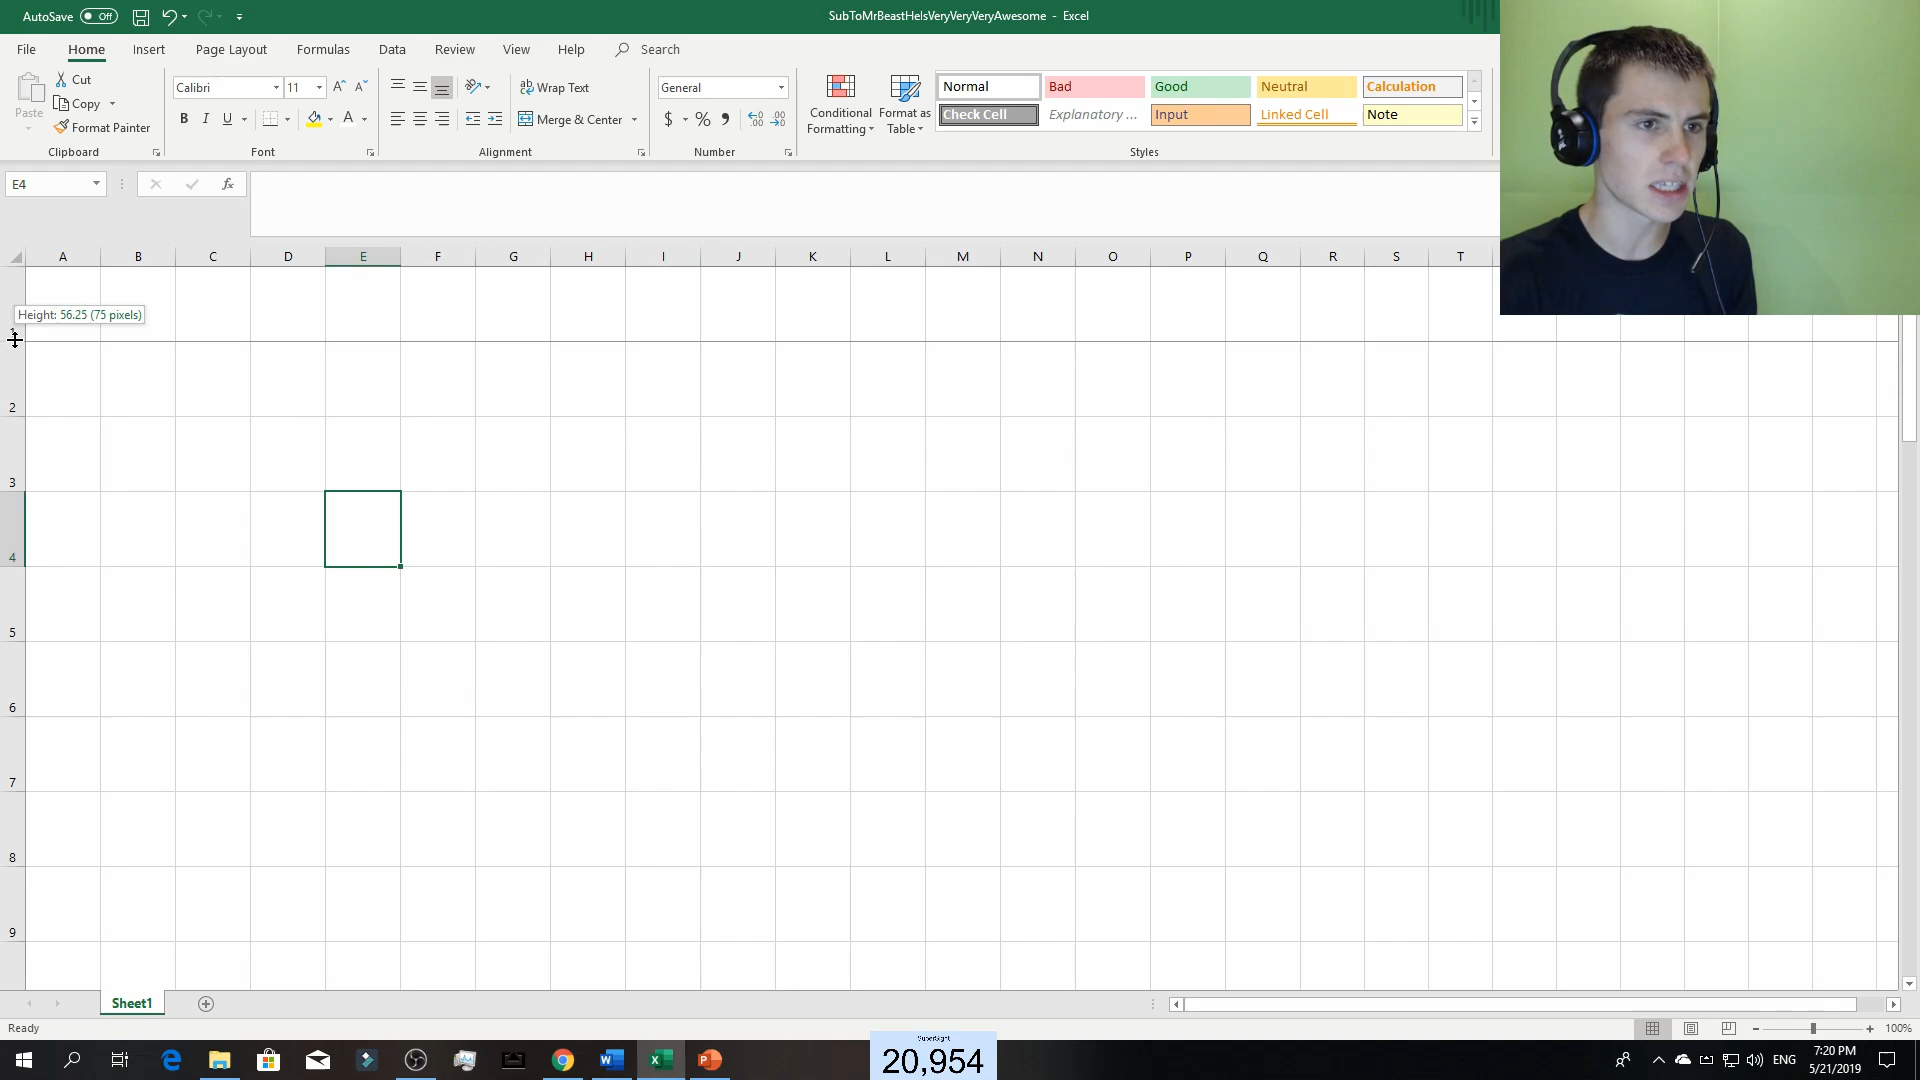 AutoSave Off
SubToMrBeastHeIsVeryVeryVeryAwesome - Excel
File Home Insert Page Layout Formulas Data Review View Help Search
Paste
Cut
Copy
Format Painter
Clipboard
Calibri 11
B I U A
Font
Wrap Text
Merge & Center
Alignment
General
$ % ,
Number
Conditional Formatting
Format as Table
Normal Bad Good Neutral Calculation
Check Cell Explanatory ... Input Linked Cell Note
Styles
E4
fx
A B C D E F G H I J K L M N O P Q R S T
Height: 56.25 (75 pixels)
2
3
4
5
6
7
8
9
Sheet1
Ready
100%
SuperSight
20,954
ENG
7:20 PM
5/21/2019